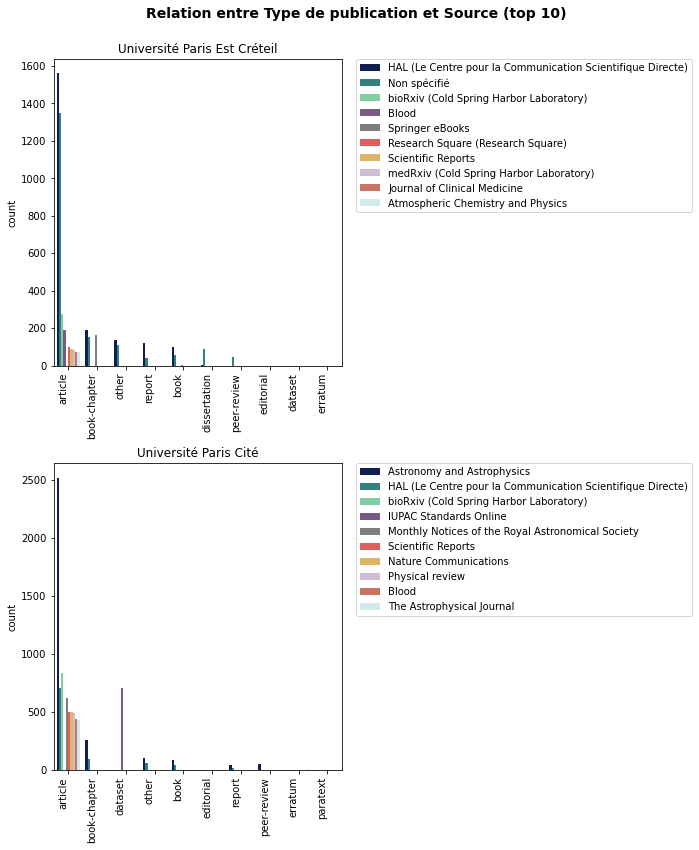 Relation entre Type de publication et Source (top 10)
Université Paris Est Créteil
HAL (Le Centre pour la Communication Scientifique Directe)
Non spécifié
bioRxiv (Cold Spring Harbor Laboratory)
Blood
Springer eBooks
Research Square (Research Square)
Scientific Reports
medRxiv (Cold Spring Harbor Laboratory)
Journal of Clinical Medicine
Atmospheric Chemistry and Physics
1600
1400
1200
1000
800
600
400
200
0
count
article
book-chapter
other
report
book
dissertation
peer-review
editorial
dataset
erratum
Université Paris Cité
Astronomy and Astrophysics
HAL (Le Centre pour la Communication Scientifique Directe)
bioRxiv (Cold Spring Harbor Laboratory)
IUPAC Standards Online
Monthly Notices of the Royal Astronomical Society
Scientific Reports
Nature Communications
Physical review
Blood
The Astrophysical Journal
2500
2000
1500
1000
500
0
count
article
book-chapter
dataset
other
book
editorial
report
peer-review
erratum
paratext